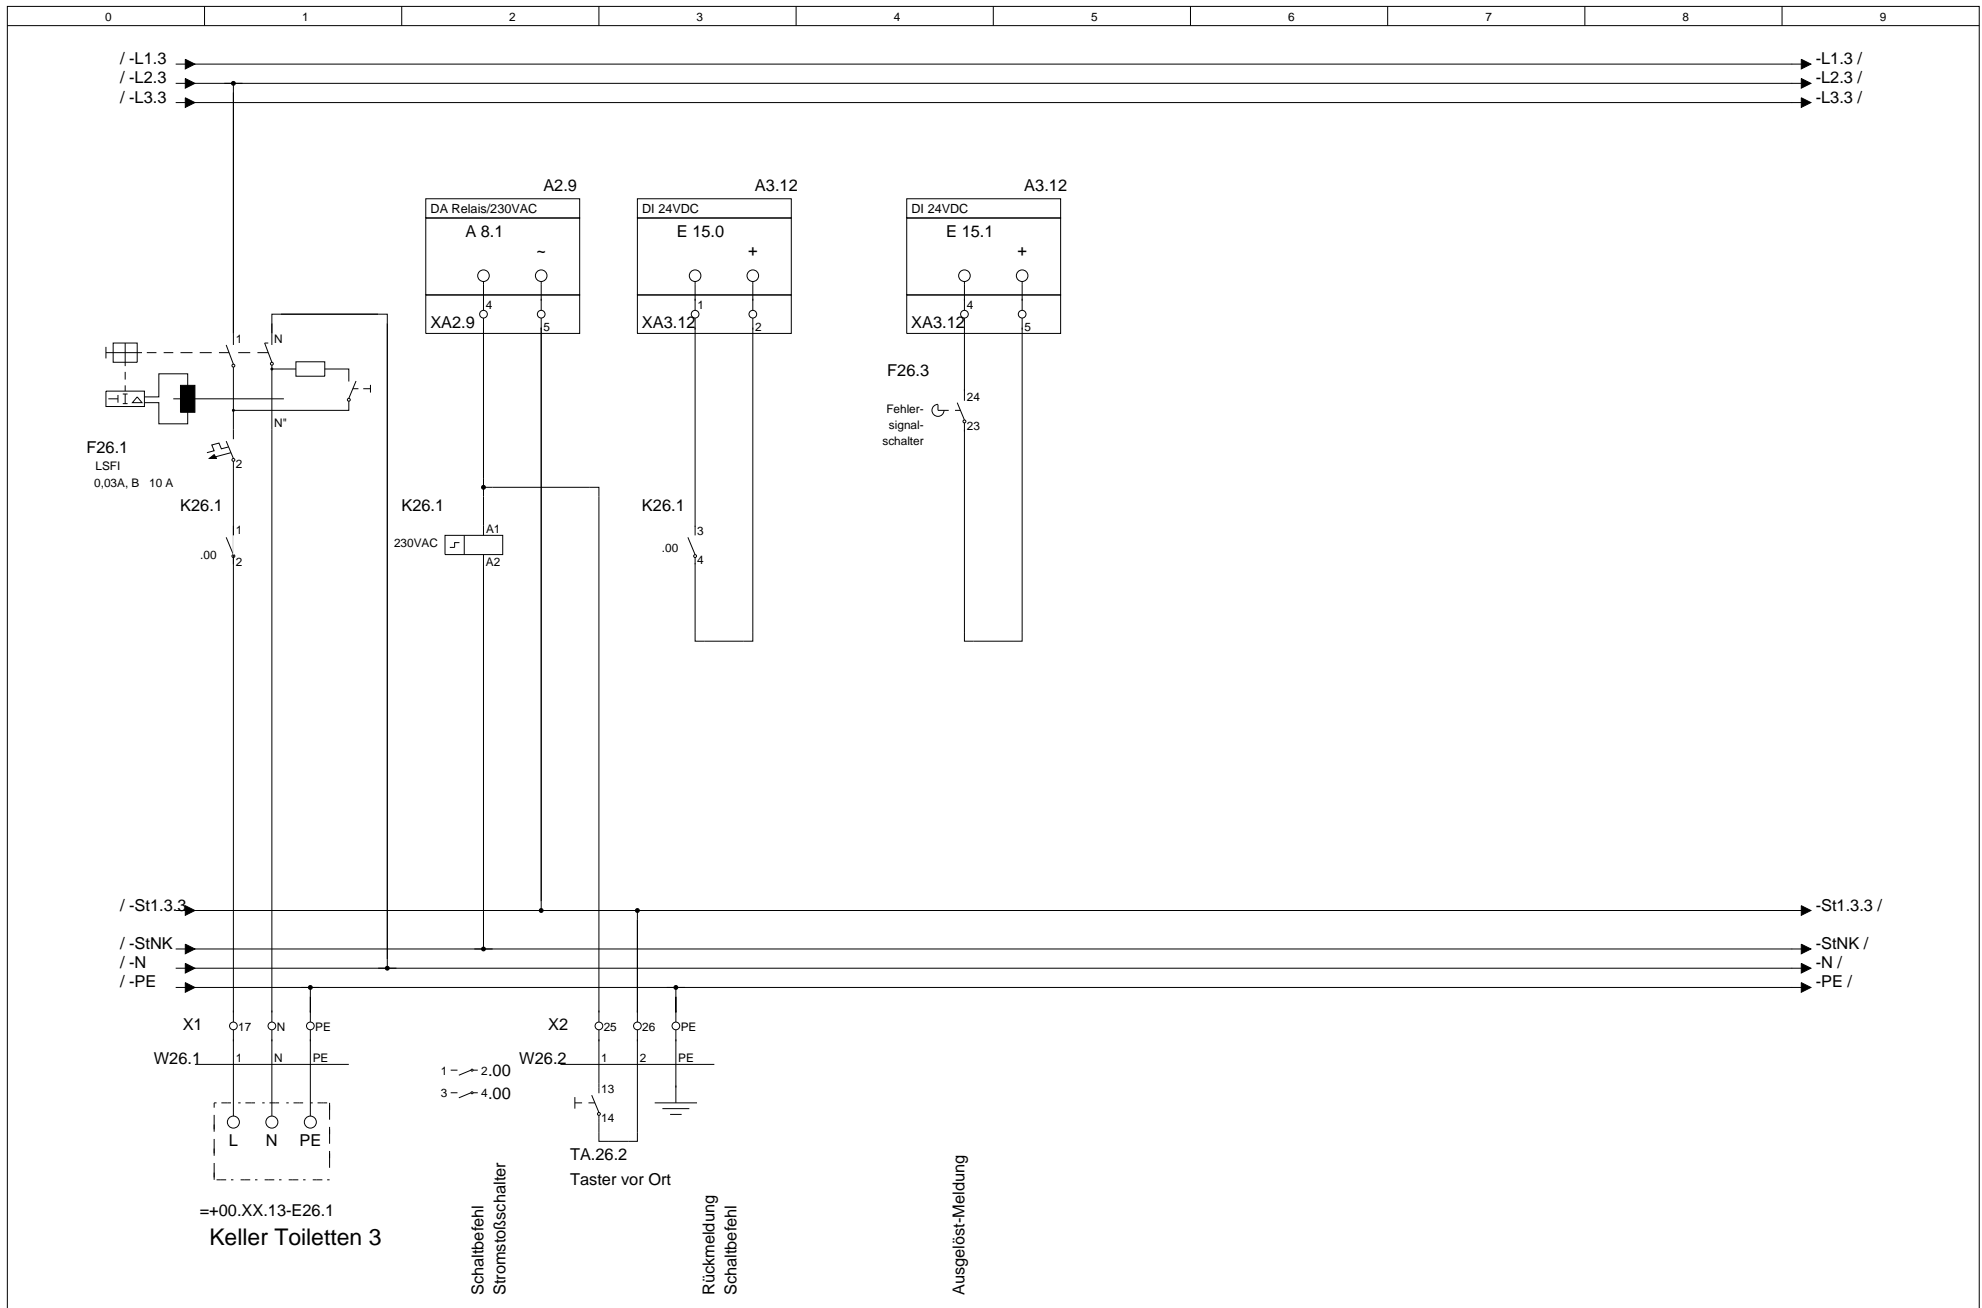 0 1 2 3 4 5 6 7 8 9
/ -L1.3 -L1.3 /
/ -L2.3 -L2.3 /
/ -L3.3 -L3.3 /
A2.9 A3.12 A3.12
DA Relais/230VAC DI 24VDC DI 24VDC
A 8.1 E 15.0 E 15.1
~ + +
4 1 4
XA2.9 5 XA3.12 2 XA3.12 5
1 N
F26.3
24
Fehler-
signal-
schalter
23
N"
F26.1
LSFI
0,03A, B 10 A
2
K26.1 K26.1 K26.1
1 A1 3
.00 230VAC .00
2 A2 4
/ -St1.3.3 -St1.3.3 /
/ -StNK -StNK /
/ -N -N /
/ -PE -PE /
X1 17 N PE X2 25 26 PE
W26.1 1 N PE W26.2 1 2 PE
1 2.00
3 4.00
13
14
L N PE
TA.26.2
Taster vor Ort
=+00.XX.13-E26.1
Keller Toiletten 3
Schaltbefehl
Stromstoßschalter
Rückmeldung
Schaltbefehl
Ausgelöst-Meldung